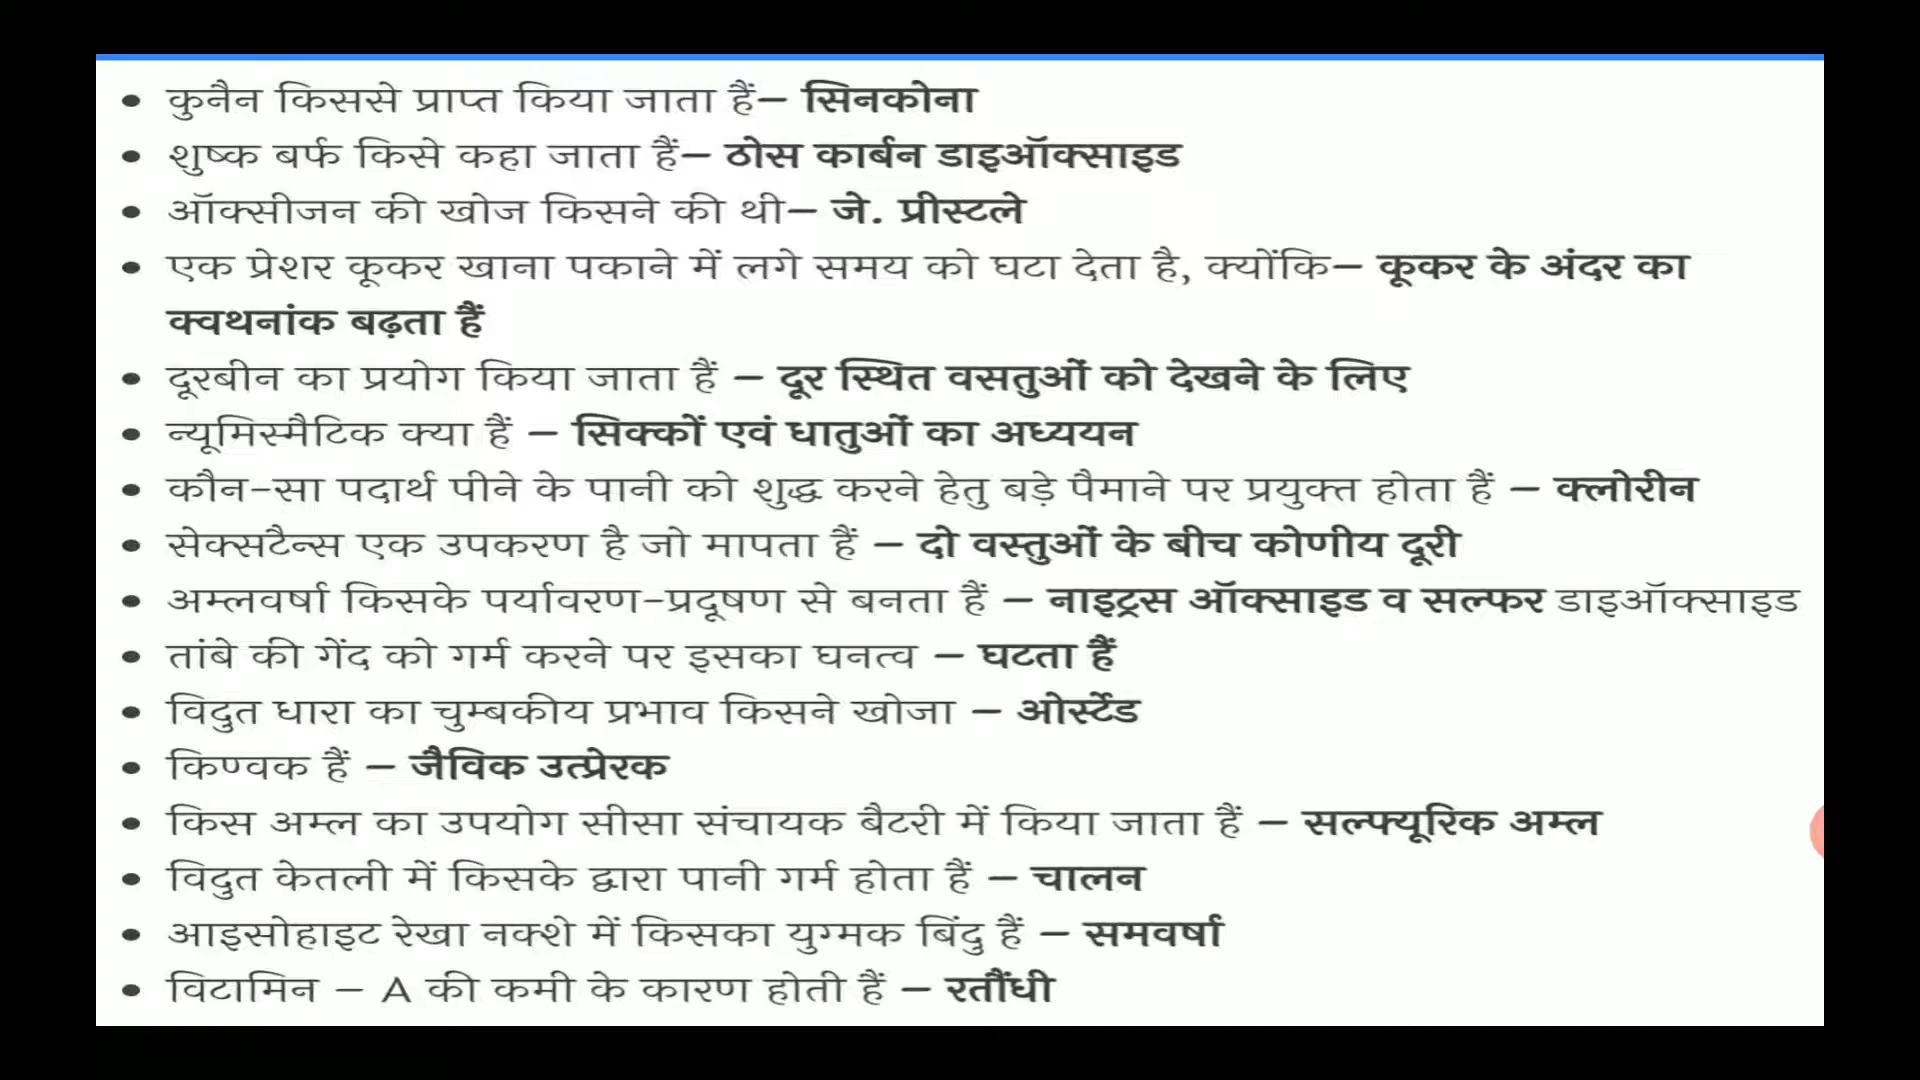 • कुनैन किससे प्राप्त किया जाता हैं– सिनकोना
• शुष्क बर्फ किसे कहा जाता हैं– ठोस कार्बन डाइऑक्साइड
• ऑक्सीजन की खोज किसने की थी– जे. प्रीस्टले
• एक प्रेशर कूकर खाना पकाने में लगे समय को घटा देता है, क्योंकि– कूकर के अंदर का
क्वथनांक बढ़ता हैं
• दूरबीन का प्रयोग किया जाता हैं – दूर स्थित वसतुओं को देखने के लिए
• न्यूमिस्मैटिक क्या हैं – सिक्कों एवं धातुओं का अध्ययन
• कौन-सा पदार्थ पीने के पानी को शुद्ध करने हेतु बड़े पैमाने पर प्रयुक्त होता हैं – क्लोरीन
• सेक्सटैन्स एक उपकरण है जो मापता हैं – दो वस्तुओं के बीच कोणीय दूरी
• अम्लवर्षा किसके पर्यावरण-प्रदूषण से बनता हैं – नाइट्रस ऑक्साइड व सल्फर डाइऑक्साइड
• तांबे की गेंद को गर्म करने पर इसका घनत्व – घटता हैं
• विदुत धारा का चुम्बकीय प्रभाव किसने खोजा – ओर्स्टेड
• किण्वक हैं – जैविक उत्प्रेरक
• किस अम्ल का उपयोग सीसा संचायक बैटरी में किया जाता हैं – सल्फ्यूरिक अम्ल
• विदुत केतली में किसके द्वारा पानी गर्म होता हैं – चालन
• आइसोहाइट रेखा नक्शे में किसका युग्मक बिंदु हैं – समवर्षा
• विटामिन – A की कमी के कारण होती हैं – रतौंधी